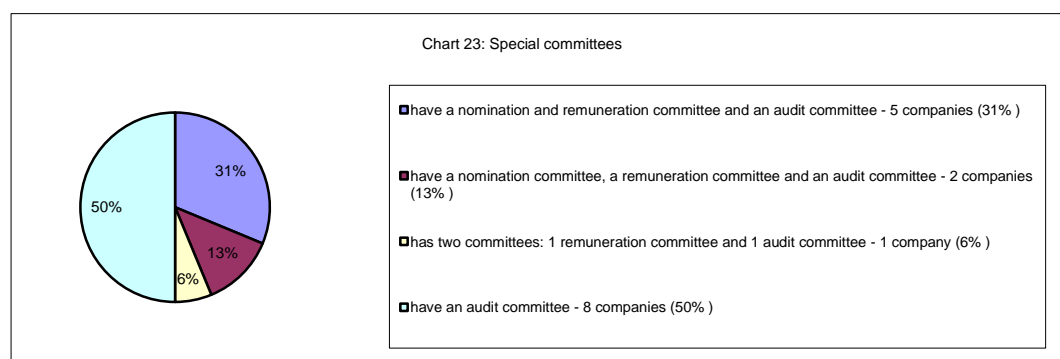 Chart 23: Special committees
31%
13%
6%
50%
have a nomination and remuneration committee and an audit committee - 5 companies (31% )
have a nomination committee, a remuneration committee and an audit committee - 2 companies
(13% )
has two committees: 1 remuneration committee and 1 audit committee - 1 company (6% )
have an audit committee - 8 companies (50% )